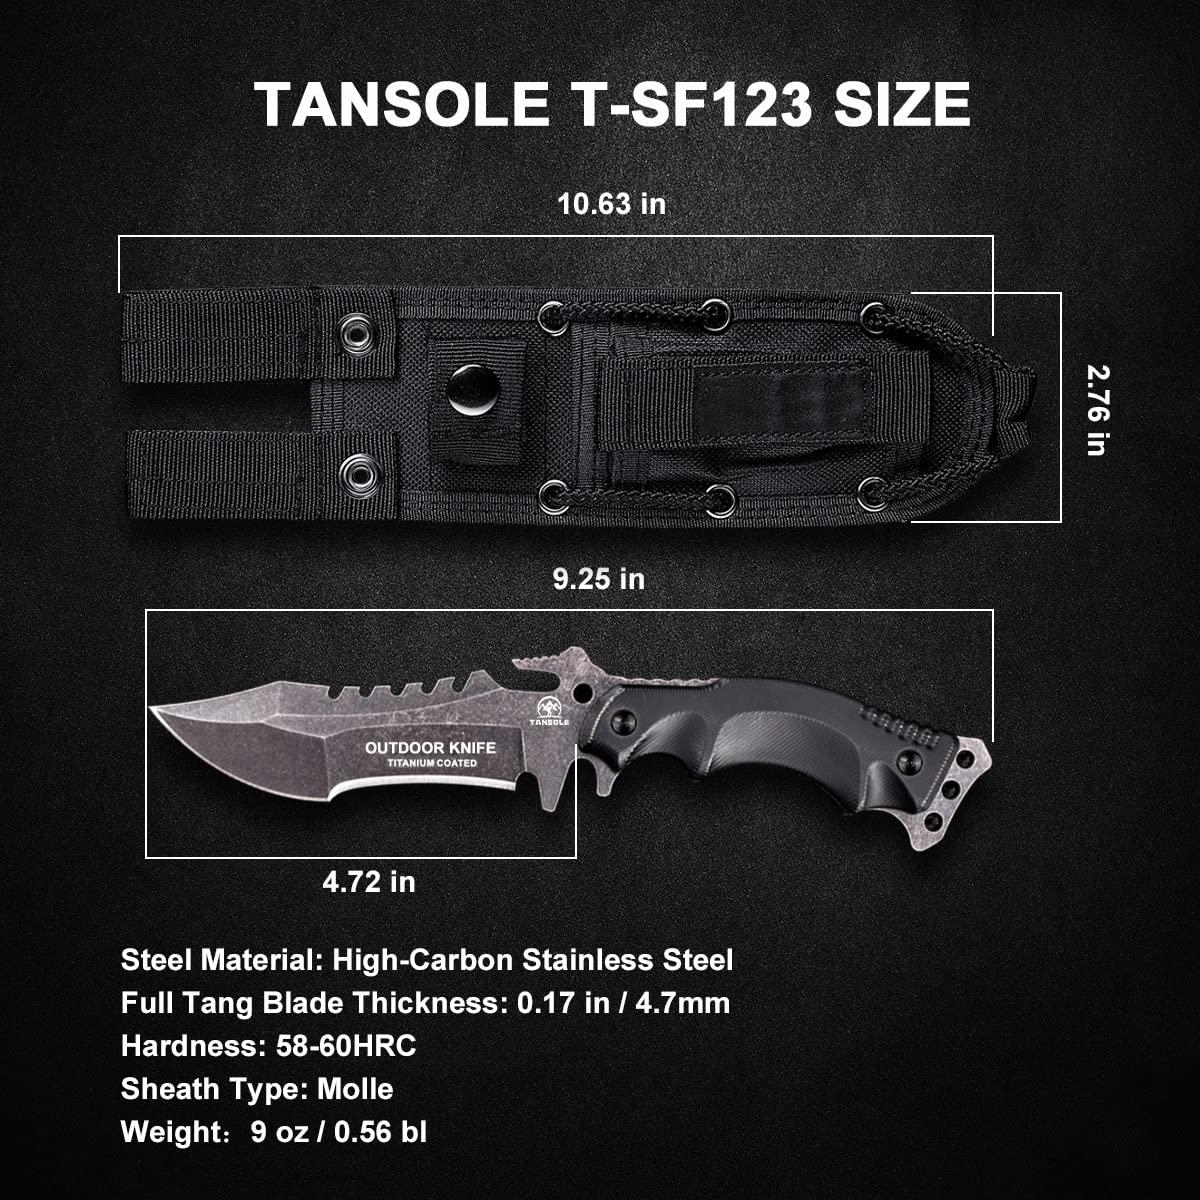 TANSOLE T-SF123 SIZE
10.63 in
2.76 in
9.25 in
TANSOLE
OUTDOOR KNIFE
TITANIUM COATED
4.72 in
Steel Material: High-Carbon Stainless Steel
Full Tang Blade Thickness: 0.17 in / 4.7mm
Hardness: 58-60HRC
Sheath Type: Molle
Weight：9 oz / 0.56 bl